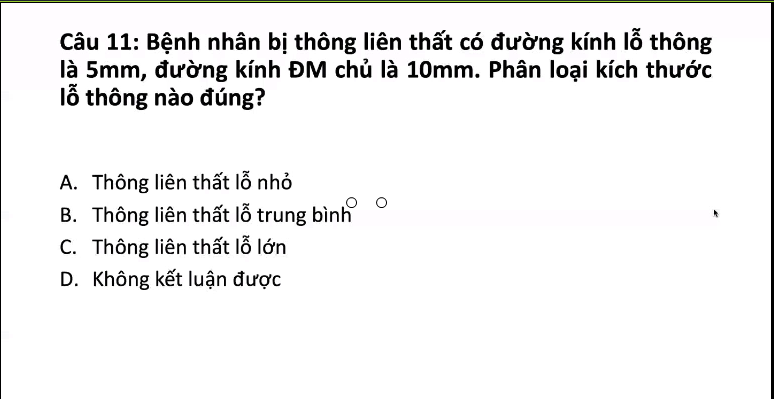 Câu 11: Bệnh nhân bị thông liên thất có đường kính lỗ thông
là 5mm, đường kính ĐM chủ là 10mm. Phân loại kích thước
lỗ thông nào đúng?
A. Thông liên thất lỗ nhỏ
B. Thông liên thất lỗ trung bình
C. Thông liên thất lỗ lớn
D. Không kết luận được